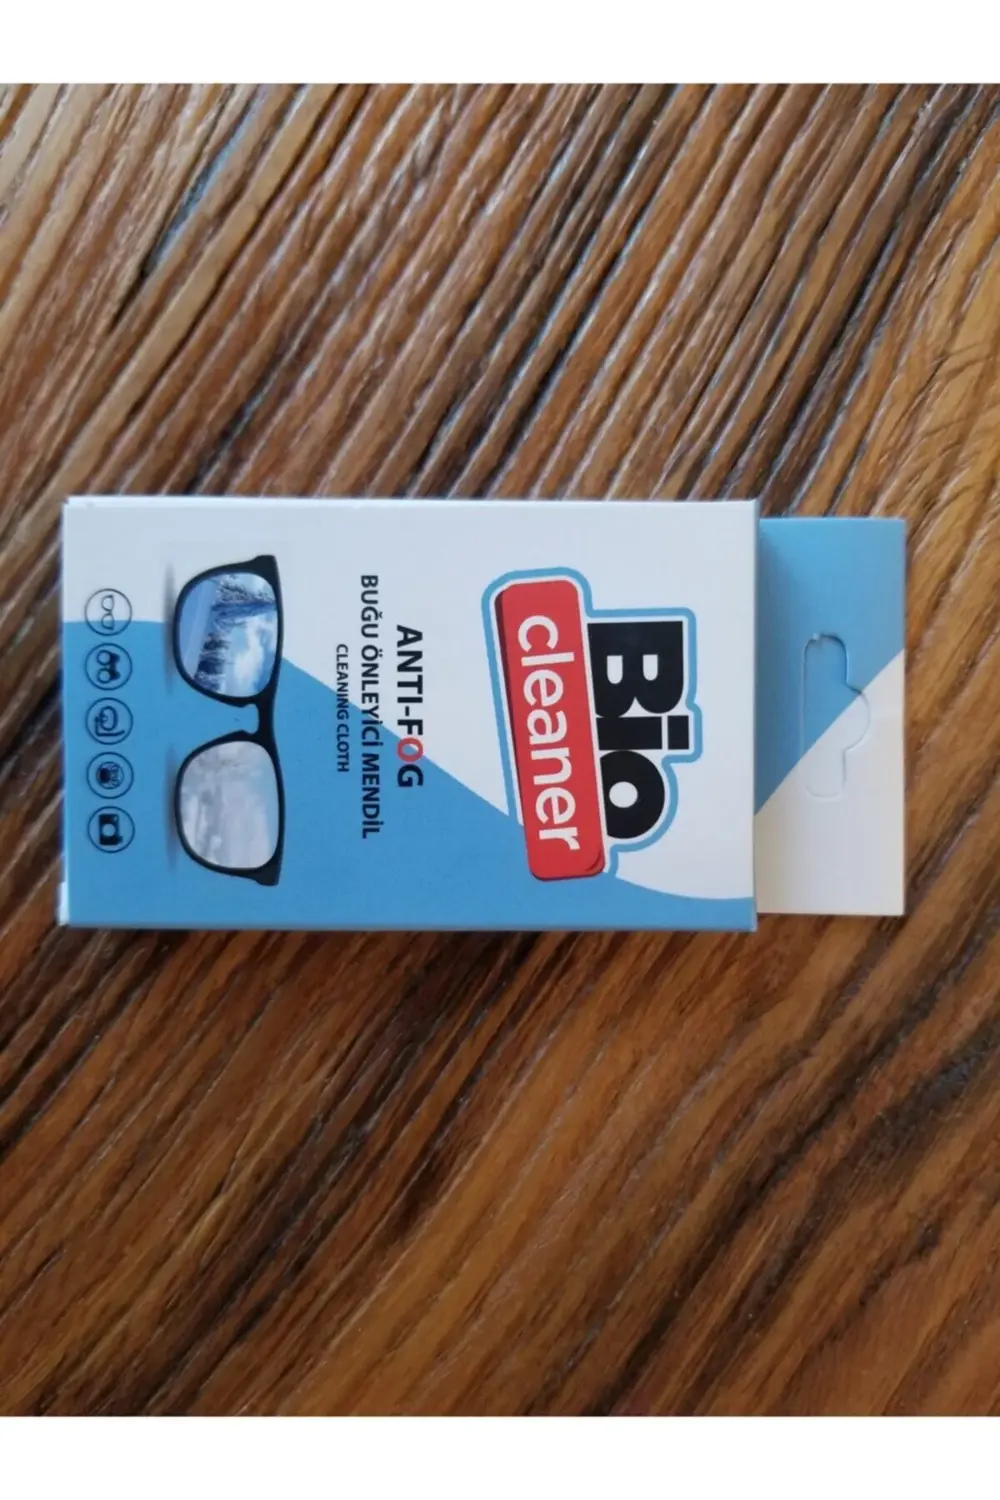 Bio
cleaner
ANTI-FOG
BUĞU ÖNLEYİCİ MENDİL
CLEANING CLOTH